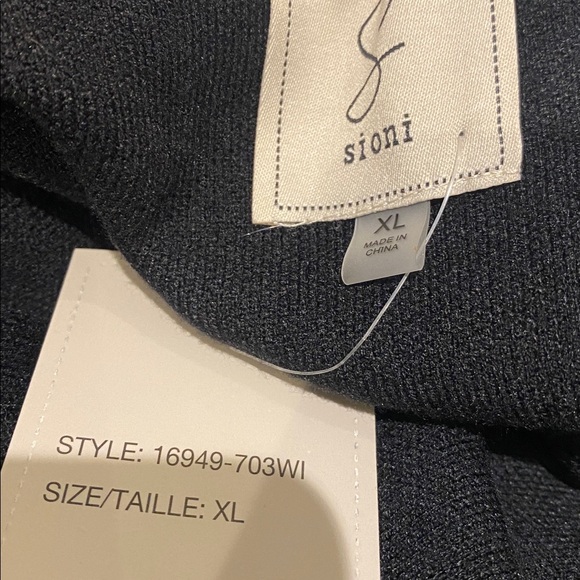 sioni
XL
MADE IN
CHINA
STYLE: 16949-703WI
SIZE/TAILLE: XL